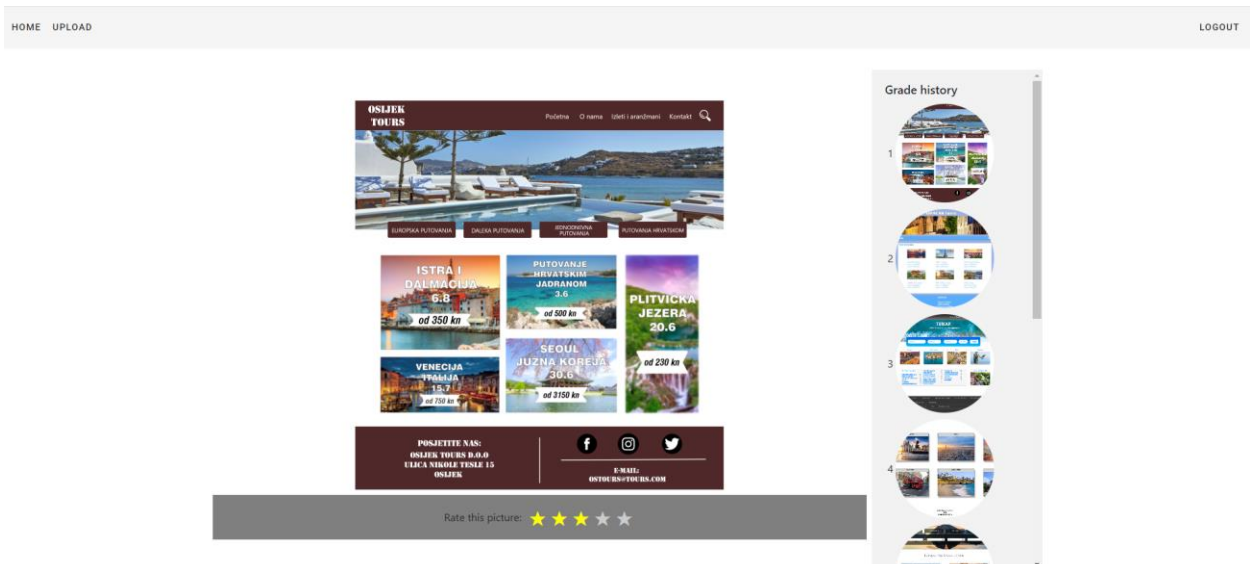 HOME UPLOAD LOGOUT
OSIJEK
TOURS
Početna O nama Izleti i aranžmani Kontakt
EUROPSKA PUTOVANJA DALEKA PUTOVANJA JEDNODNEVNA
PUTOVANJA PUTOVANJA HRVATSKOM
ISTRA I
DALMACIJA
6.8
od 350 kn
PUTOVANJE
HRVATSKIM
JADRANOM
3.6
od 500 kn
PLITVIČKA
JEZERA
20.6
od 230 kn
VENECIJA
ITALIJA
15.7
od 750 kn
SEOUL
JUZNA KOREJA
30.6
od 3150 kn
POSJETITE NAS:
OSIJEK TOURS D.O.O
ULICA NIKOLE TESLE 15
OSIJEK
E-MAIL:
OSTOURS@TOURS.COM
Rate this picture:
Grade history
1
2
3
4